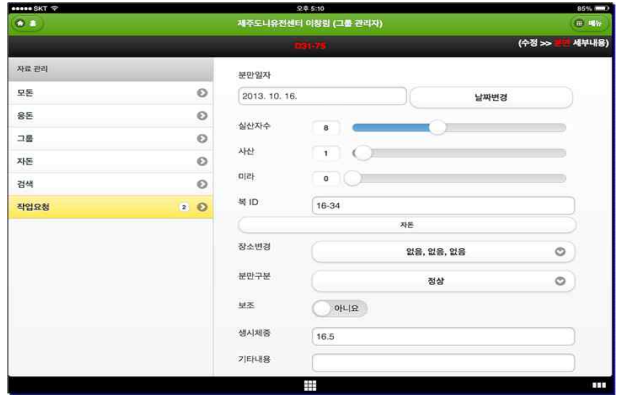 SKT 오후 5:10 85%
홈 제주도니유전센터 이창림 (그룹 관리자) 메뉴
D21-75 (수정 >> 분만 세부내용)
자료 관리
모돈
웅돈
그룹
자돈
검색
작업요청 2
분만일자
2013. 10. 16. 날짜변경
실산자수 8
사산 1
미라 0
복 ID 16-34
자돈
장소변경 없음, 없음, 없음
분만구분 정상
보조 아니요
생시체중 16.5
기타내용